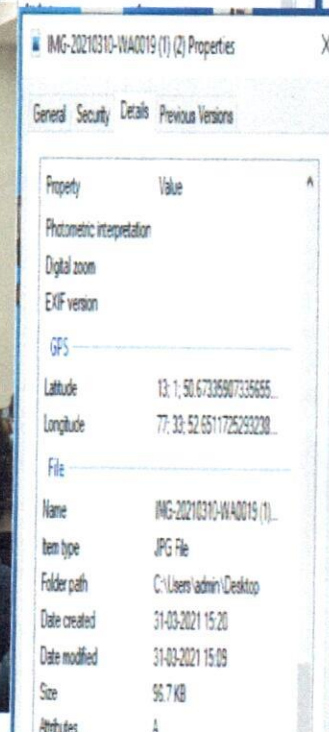 IMG-20210310-WA0019 (1) (2) Properties X
General Security Details Previous Versions
Property Value
Photometric interpretation
Digital zoom
EXIF version
GPS
Latitude 13; 1; 50.67335907335655...
Longitude 77; 33; 52.6511725293238...
File
Name IMG-20210310-WA0019 (1)...
Item type JPG File
Folder path C:\Users\admin\Desktop
Date created 31-03-2021 15:20
Date modified 31-03-2021 15:09
Size 96.7 KB
Attributes A